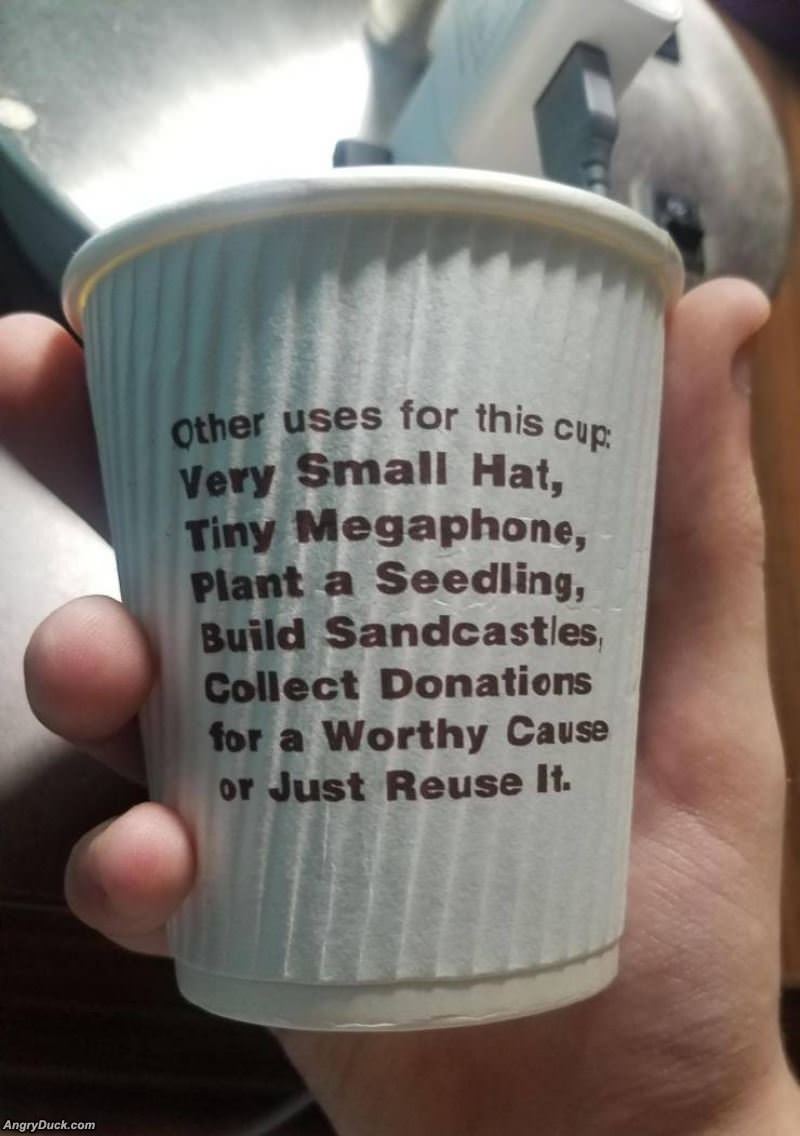 Other uses for this cup:
Very Small Hat,
Tiny Megaphone,
Plant a Seedling,
Build Sandcastles,
Collect Donations
for a Worthy Cause
or Just Reuse It.
AngryDuck.com